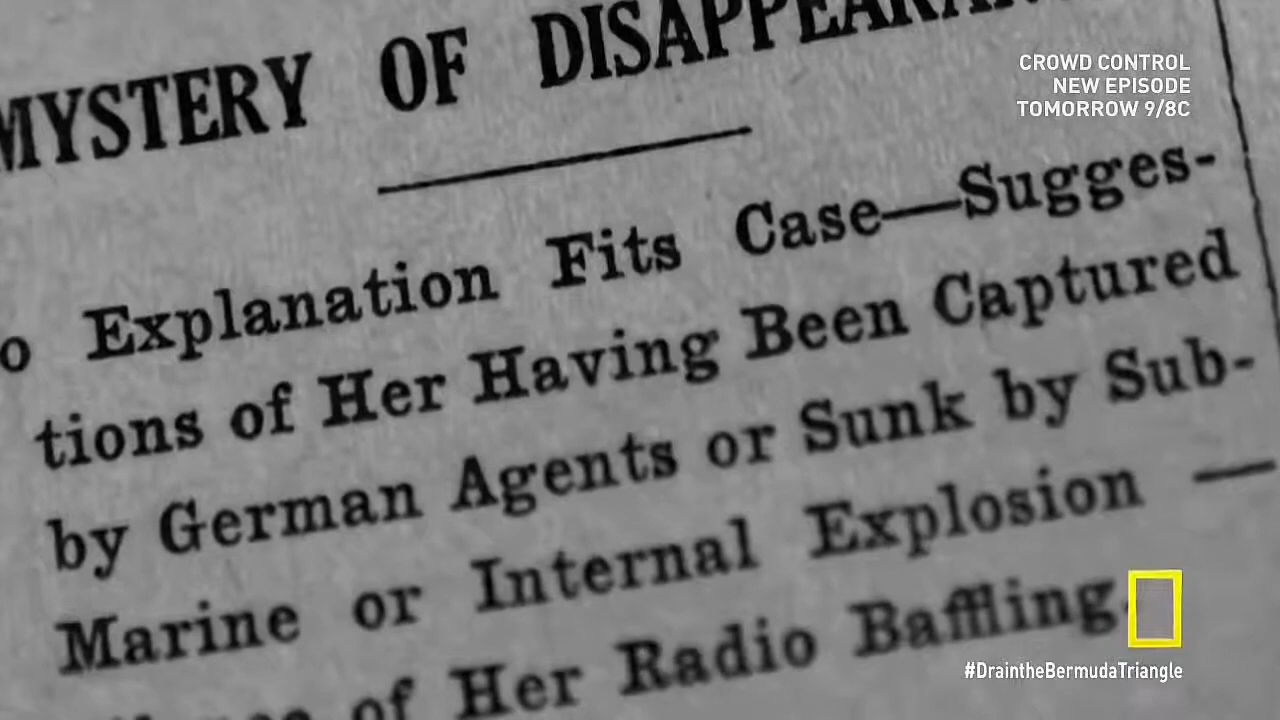 MYSTERY OF
CROWD CONTROL
NEW EPISODE
TOMORROW 9/8C
Explanation Fits Case—Sugges-
tions of Her Having Been Captured
by German Agents or Sunk by Sub-
Marine or Internal Explosion —
of Her Radio Baffling
#DraintheBermudaTriangle